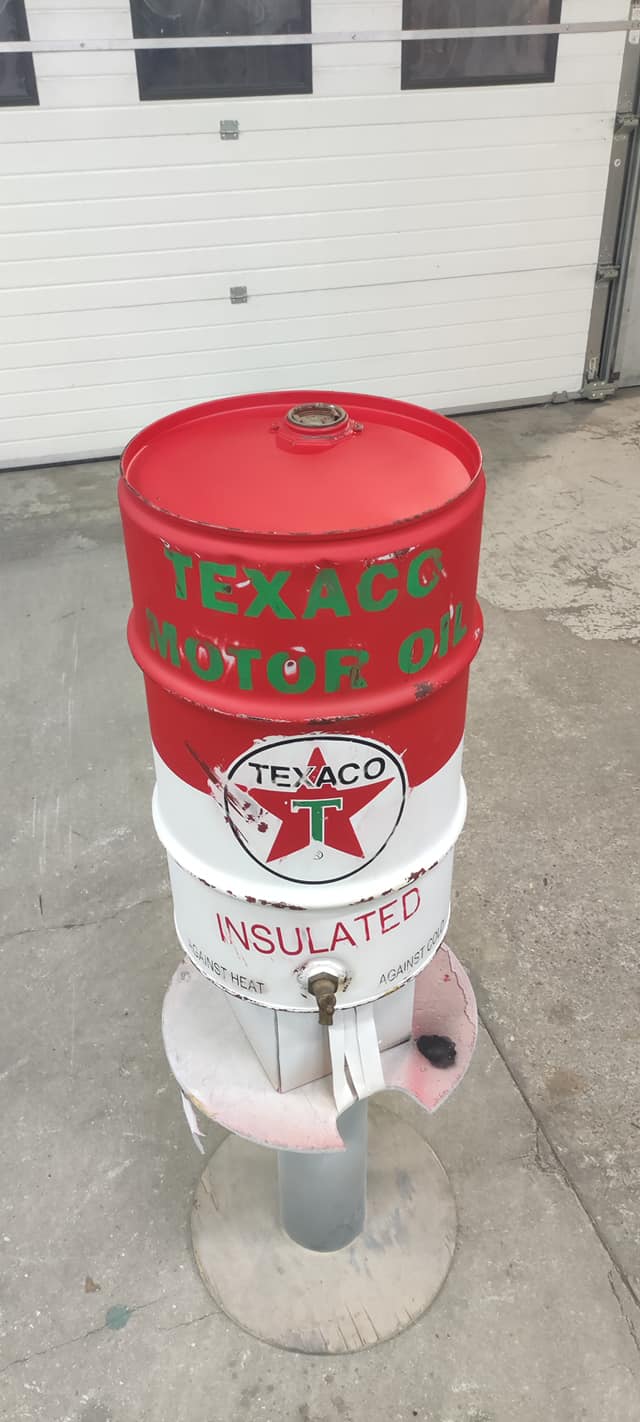 TEXACO
MOTOR OIL
TEXACO
T
INSULATED
AGAINST HEAT
AGAINST COLD